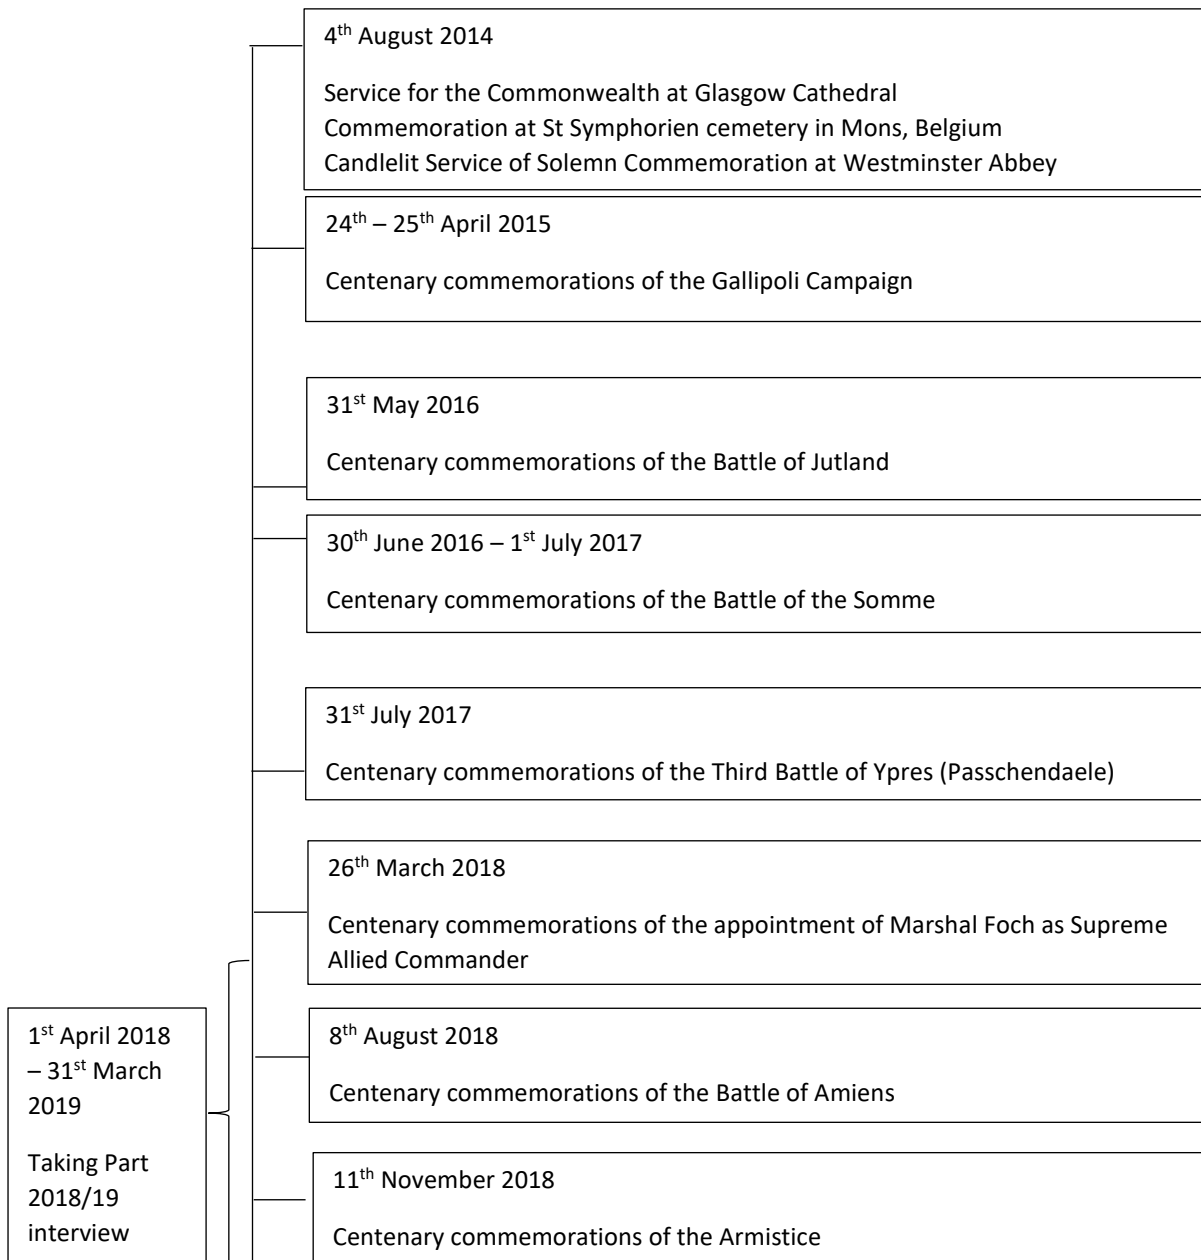 4th August 2014
Service for the Commonwealth at Glasgow Cathedral
Commemoration at St Symphorien cemetery in Mons, Belgium
Candlelit Service of Solemn Commemoration at Westminster Abbey
24th – 25th April 2015
Centenary commemorations of the Gallipoli Campaign
31st May 2016
Centenary commemorations of the Battle of Jutland
30th June 2016 – 1st July 2017
Centenary commemorations of the Battle of the Somme
31st July 2017
Centenary commemorations of the Third Battle of Ypres (Passchendaele)
26th March 2018
Centenary commemorations of the appointment of Marshal Foch as Supreme
Allied Commander
1st April 2018
– 31st March
2019
Taking Part
2018/19
interview
8th August 2018
Centenary commemorations of the Battle of Amiens
11th November 2018
Centenary commemorations of the Armistice